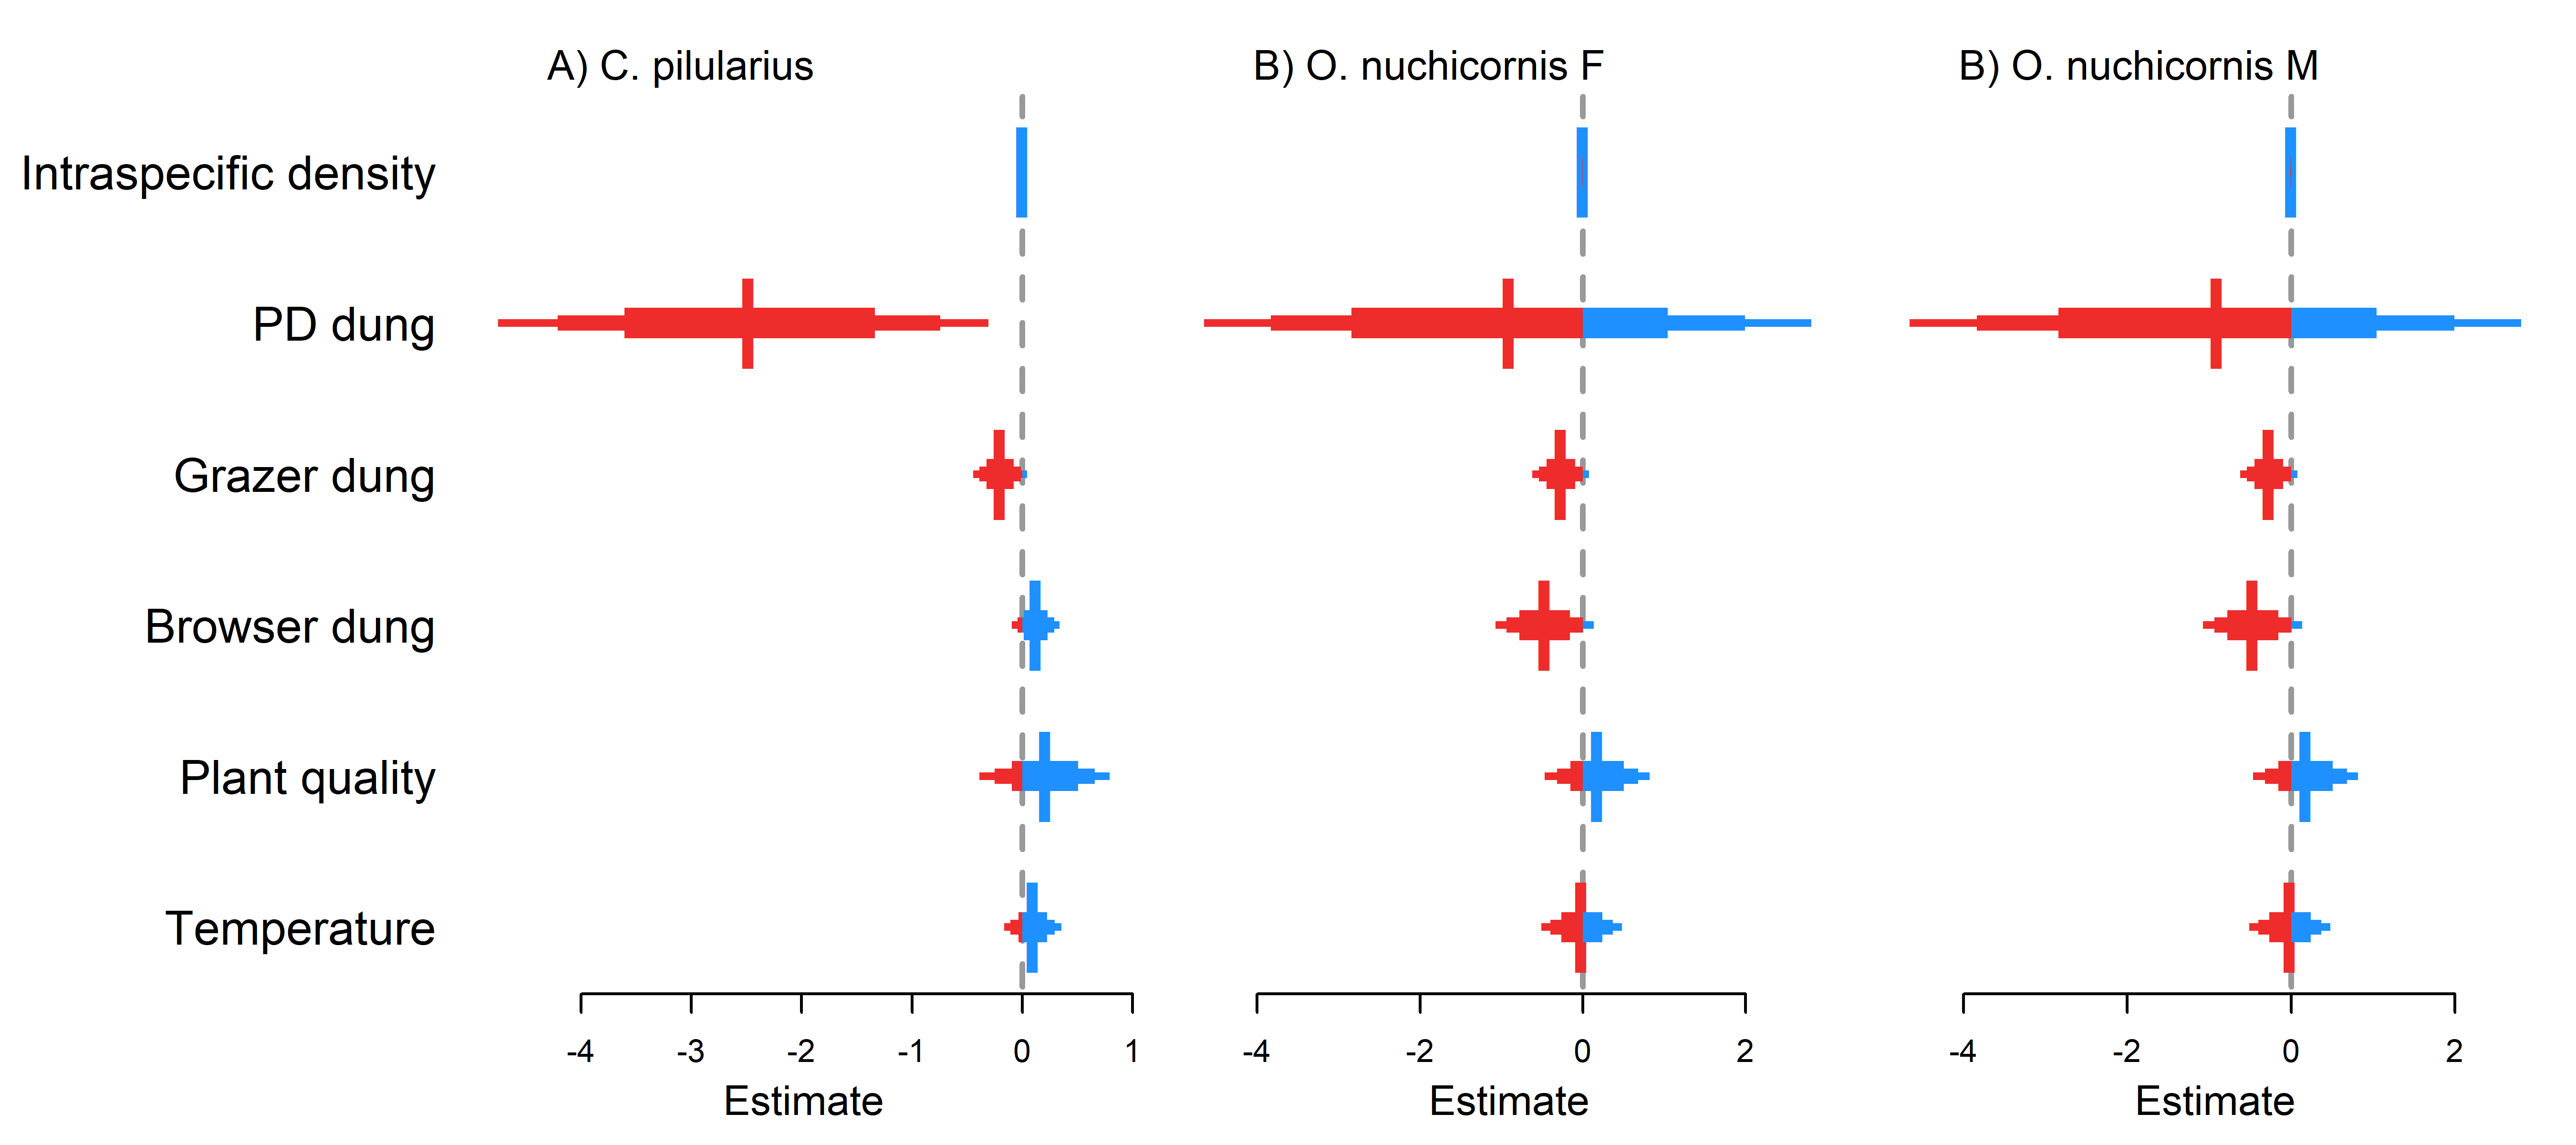 A) C. pilularius
B) O. nuchicornis F
B) O. nuchicornis M
Intraspecific density
PD dung
Grazer dung
Browser dung
Plant quality
Temperature
-4 -3 -2 -1 0 1
-4 -2 0 2
-4 -2 0 2
Estimate
Estimate
Estimate